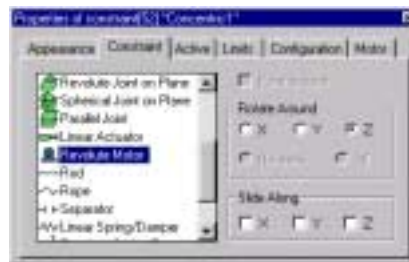 Properties of constraint[52] "Concentric1"
Appearance Constraint Active Limits Configuration Motor
Revolute Joint on Plane
Spherical Joint on Plane
Parallel Joint
Linear Actuator
Revolute Motor
Rod
Rope
Separator
Linear Spring/Damper
Rotate Around
X Y Z
Slide Along
X Y Z